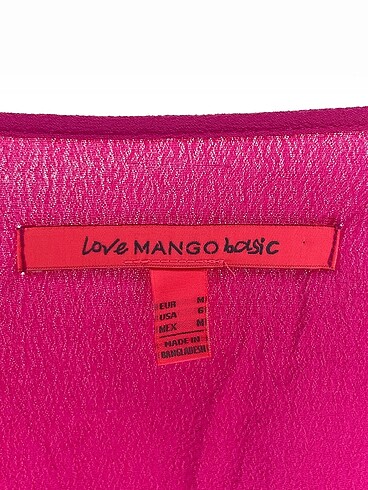 Love MANGO basic
EUR M
USA 6
MEX M
MADE IN
BANGLADESH